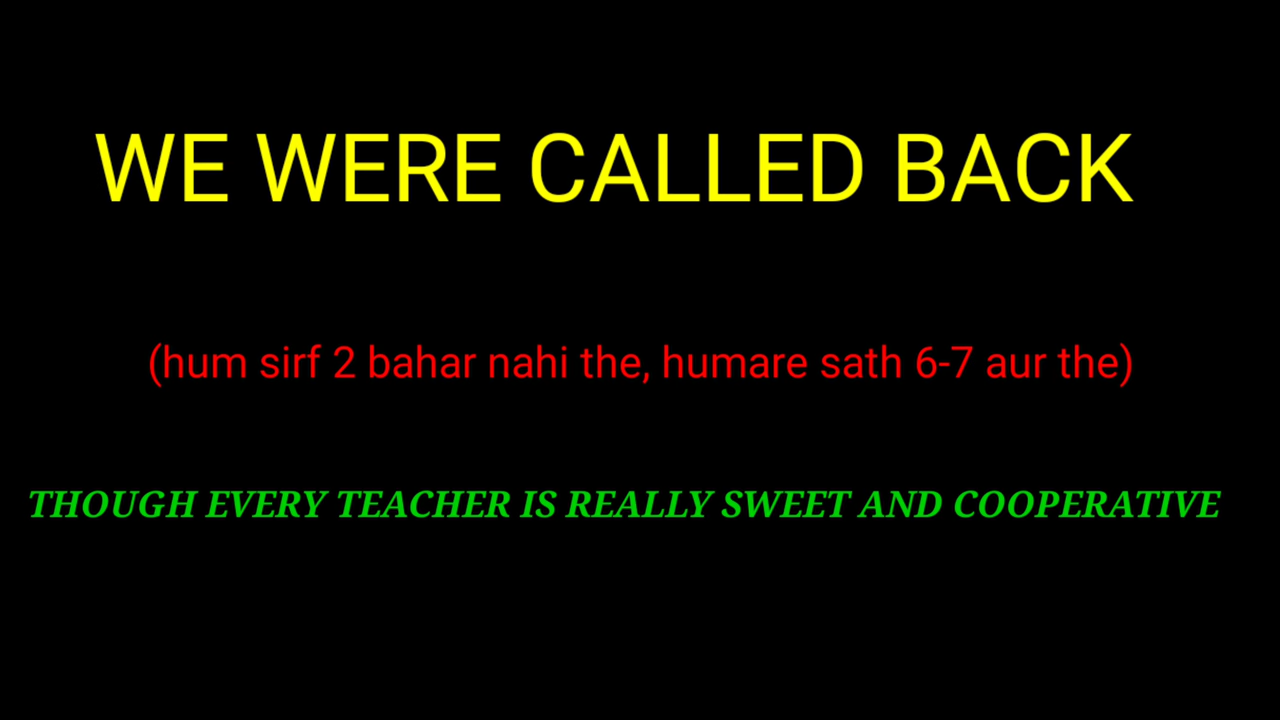 WE WERE CALLED BACK
(hum sirf 2 bahar nahi the, humare sath 6-7 aur the)
THOUGH EVERY TEACHER IS REALLY SWEET AND COOPERATIVE